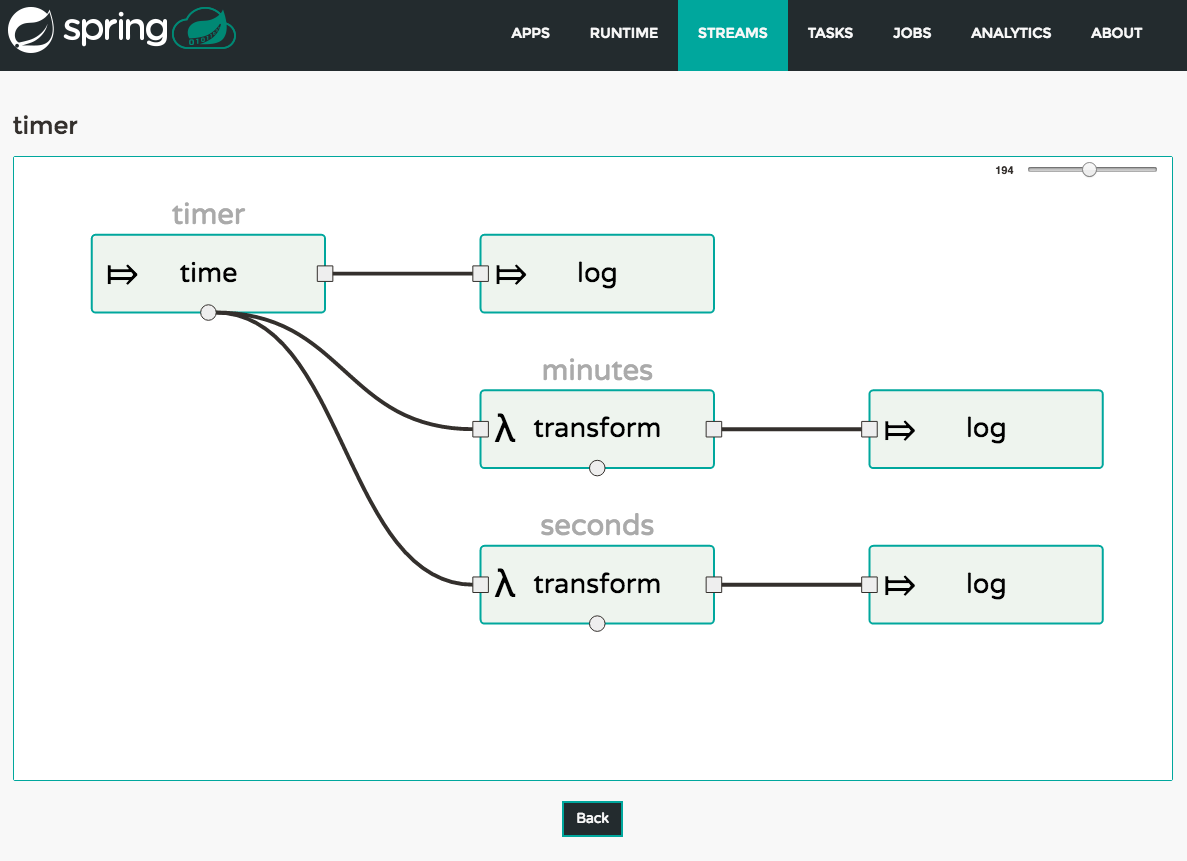 spring
APPS RUNTIME STREAMS TASKS JOBS ANALYTICS ABOUT
timer
194
timer
time
log
minutes
λ transform
log
seconds
λ transform
log
Back